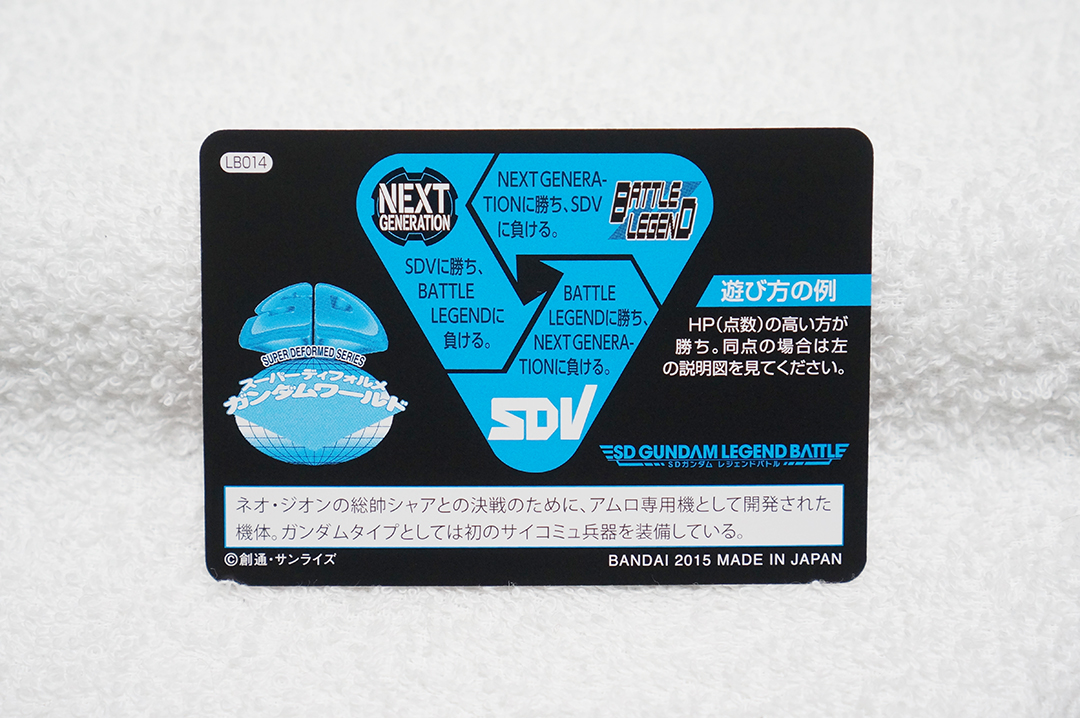 LB014
NEXT
GENERATION
NEXT GENERA-
TIONに勝ち、SDV
に負ける。
BATTLE
LEGEND
SDVに勝ち、
BATTLE
LEGENDに
負ける。
BATTLE
LEGENDに勝ち、
NEXT GENERA-
TIONに負ける。
SDV
遊び方の例
HP(点数)の高い方が
勝ち。同点の場合は左
の説明図を見てください。
SUPER DEFORMED SERIES
スーパーディフォルメ
ガンダムワールド
SD GUNDAM LEGEND BATTLE
SDガンダム レジェンドバトル
ネオ・ジオンの総帥シャアとの決戦のために、アムロ専用機として開発された
機体。ガンダムタイプとしては初のサイコミュ兵器を装備している。
©創通・サンライズ
BANDAI 2015 MADE IN JAPAN